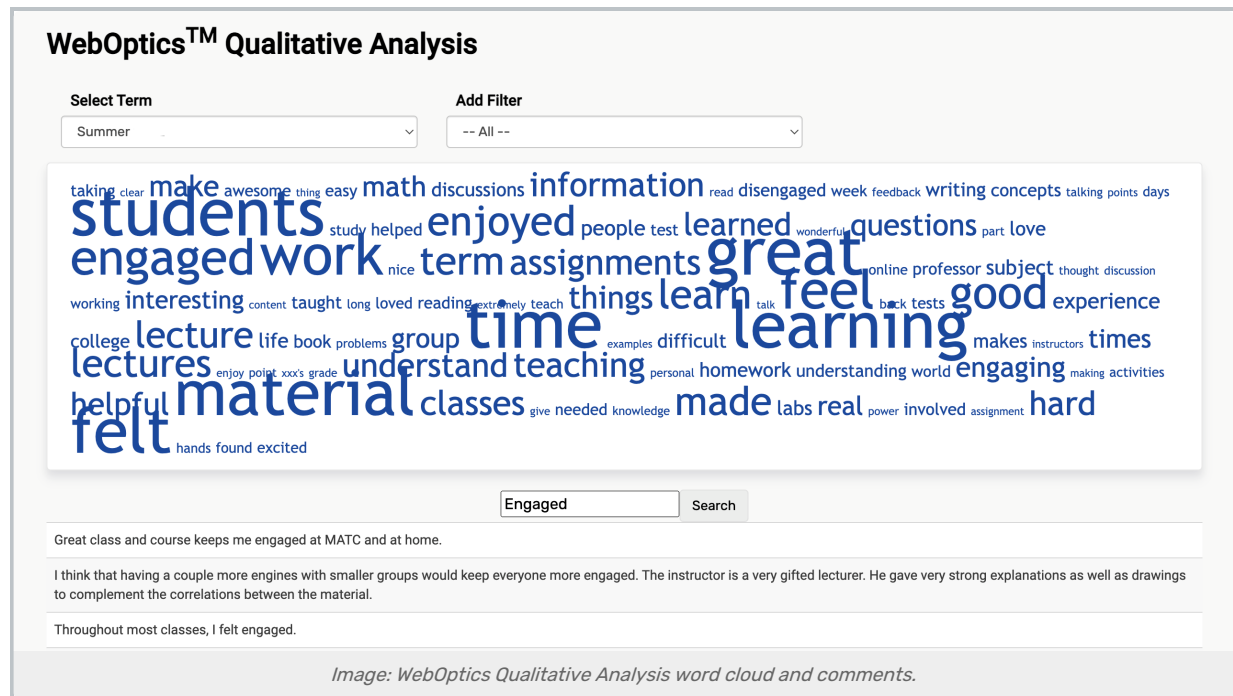 WebOptics™ Qualitative Analysis
Select Term Add Filter
Summer -- All --
taking clear make awesome thing easy math discussions information read disengaged week feedback writing concepts talking points days
students study helped enjoyed people test learned wonderful questions part love
engaged work nice term assignments great online professor subject thought discussion
working interesting content taught long loved reading extremely teach things learn talk feel back tests good experience
college lecture life book problems group time examples difficult learning makes instructors times
lectures enjoy point xxx's grade understand teaching personal homework understanding world engaging making activities
helpful material classes give needed knowledge made labs real power involved assignment hard
felt hands found excited
Engaged Search
Great class and course keeps me engaged at MATC and at home.
I think that having a couple more engines with smaller groups would keep everyone more engaged. The instructor is a very gifted lecturer. He gave very strong explanations as well as drawings
to complement the correlations between the material.
Throughout most classes, I felt engaged.
Image: WebOptics Qualitative Analysis word cloud and comments.